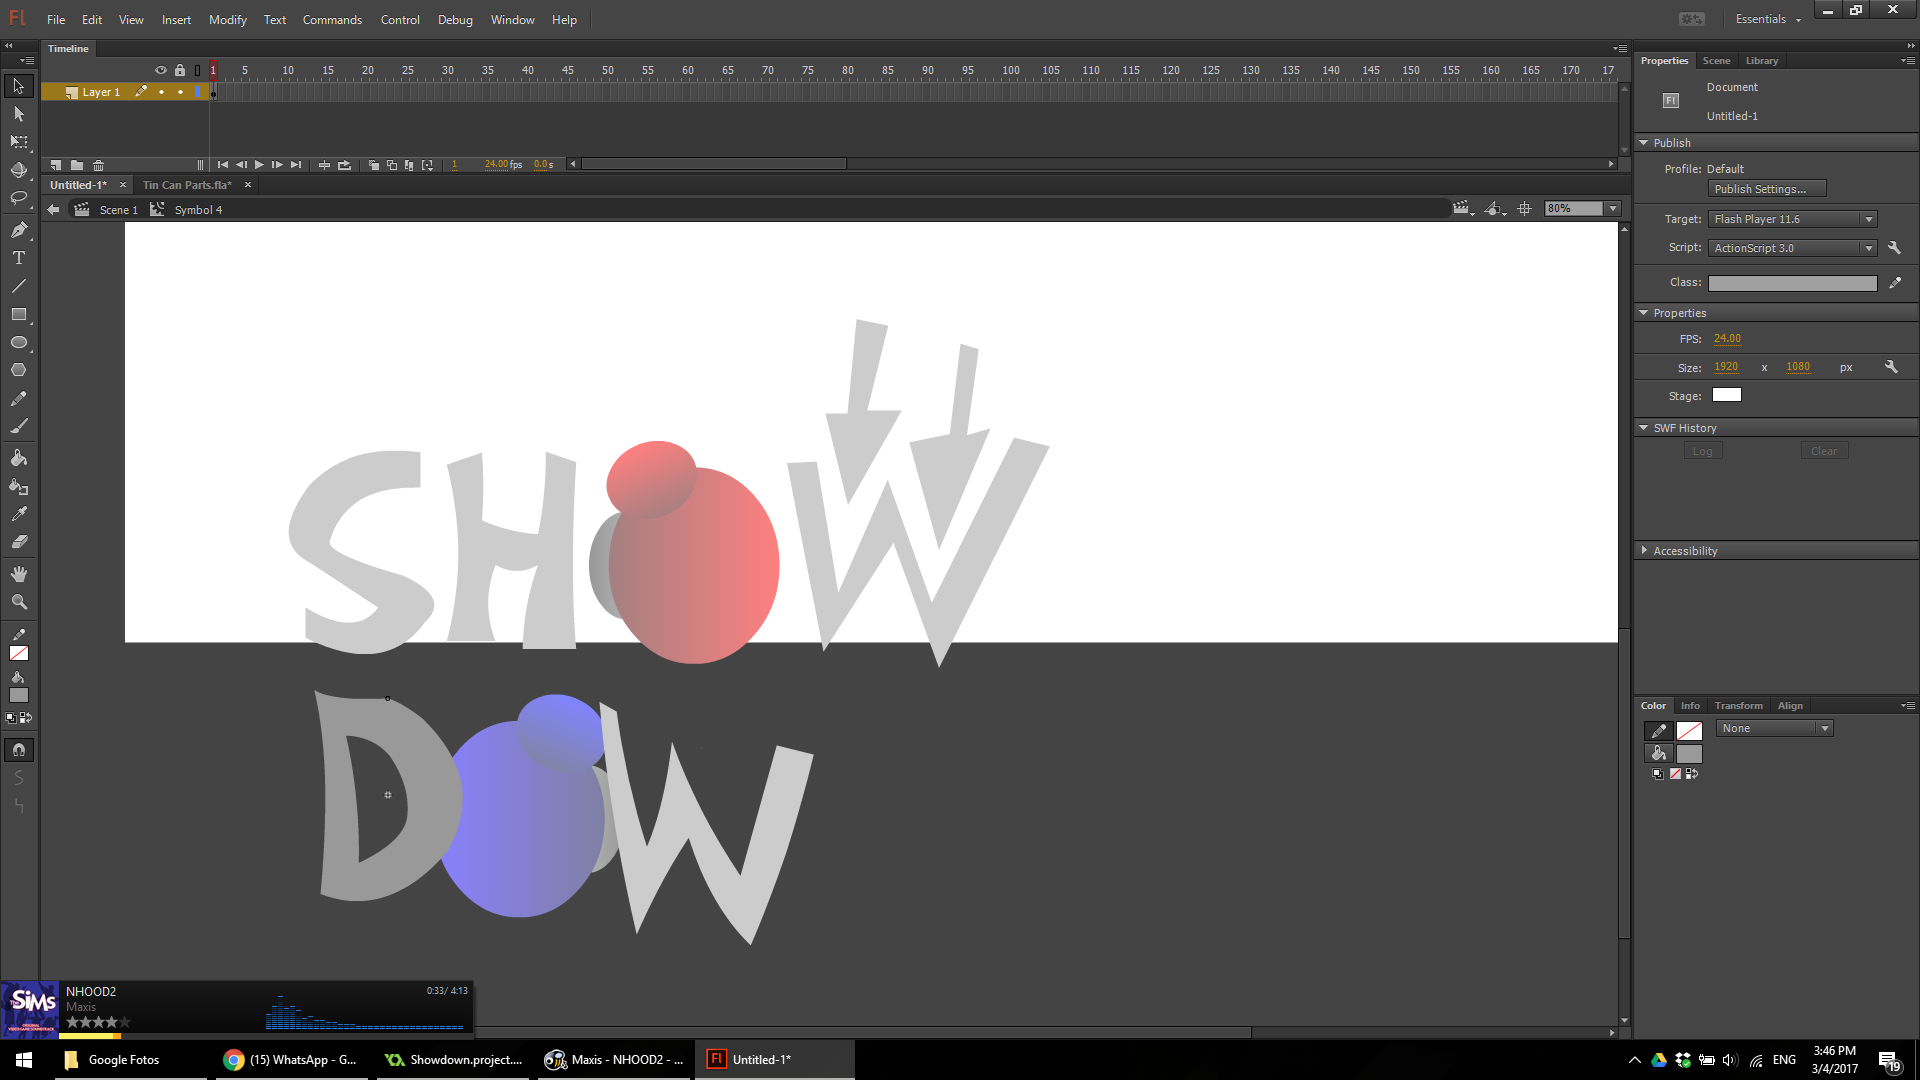 Fl File Edit View Insert Modify Text Commands Control Debug Window Help Essentials
Timeline
1 5 10 15 20 25 30 35 40 45 50 55 60 65 70 75 80 85 90 95 100 105 110 115 120 125 130 135 140 145 150 155 160 165 170 17
Layer 1
1 24.00 fps 0.0 s
Untitled-1* Tin Can Parts.fla*
Scene 1 Symbol 4 80%
Properties Scene Library
Fl Document
Untitled-1
Publish
Profile: Default
Publish Settings...
Target: Flash Player 11.6
Script: ActionScript 3.0
Class:
Properties
FPS: 24.00
Size: 1920 x 1080 px
Stage:
SWF History
Log Clear
Accessibility
Color Info Transform Align
None
SHOW
DOW
The Sims
NHOOD2 0:33/ 4:13
Maxis
Google Fotos (15) WhatsApp - G... Showdown.project.... Maxis - NHOOD2 - ... Fl Untitled-1* ENG 3:46 PM
3/4/2017 19